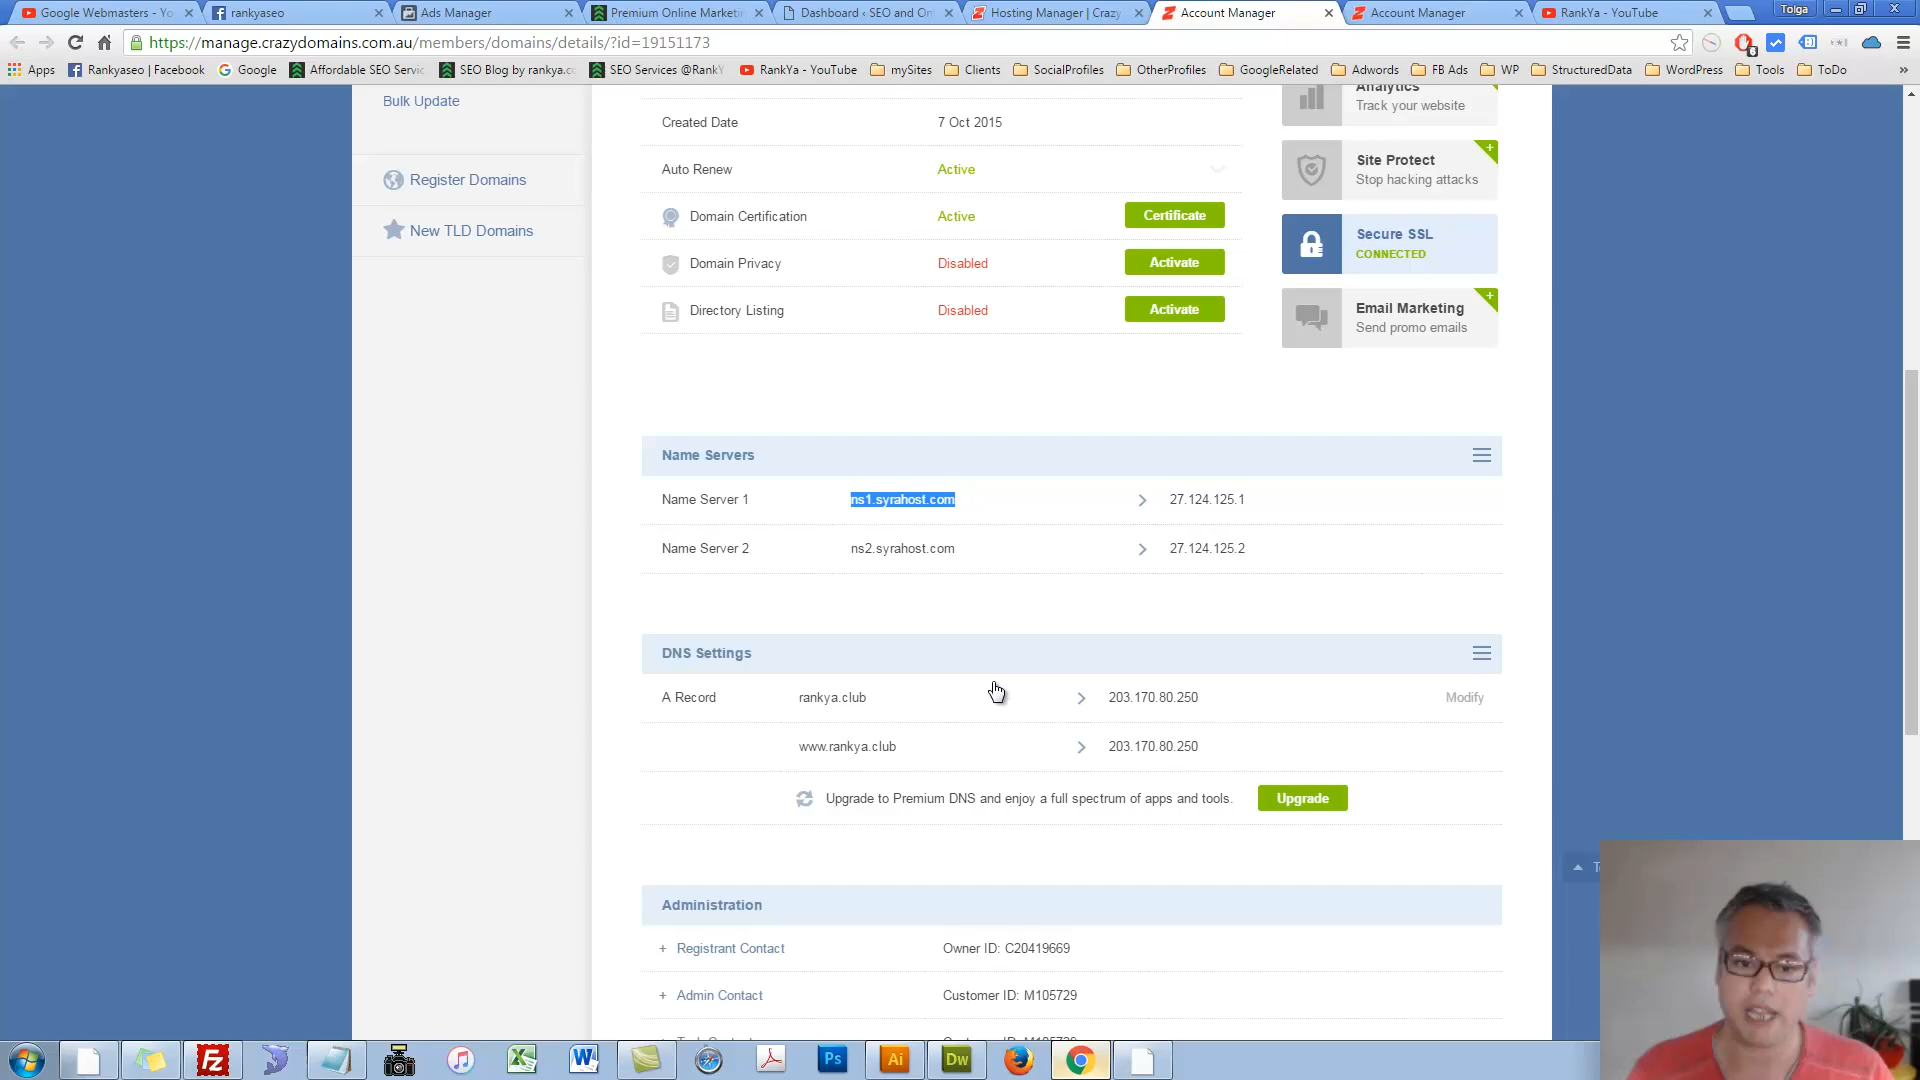 Google Webmasters - Yo
rankyaseo
Ads Manager
Premium Online Marketin
Dashboard ‹ SEO and Onl
Hosting Manager | Crazy
Account Manager
Account Manager
RankYa - YouTube
Tolga
https://manage.crazydomains.com.au/members/domains/details/?id=19151173
6
Apps
Rankyaseo | Facebook
Google
Affordable SEO Servic
SEO Blog by rankya.co
SEO Services @RankY
RankYa - YouTube
mySites
Clients
SocialProfiles
OtherProfiles
GoogleRelated
Adwords
FB Ads
WP
StructuredData
WordPress
Tools
ToDo
»
Bulk Update
Register Domains
New TLD Domains
Created Date 7 Oct 2015
Auto Renew Active
Domain Certification Active Certificate
Domain Privacy Disabled Activate
Directory Listing Disabled Activate
Analytics
Track your website
Site Protect
Stop hacking attacks
Secure SSL
CONNECTED
Email Marketing
Send promo emails
Name Servers
Name Server 1 ns1.syrahost.com 27.124.125.1
Name Server 2 ns2.syrahost.com 27.124.125.2
DNS Settings
A Record rankya.club 203.170.80.250 Modify
www.rankya.club 203.170.80.250
Upgrade to Premium DNS and enjoy a full spectrum of apps and tools. Upgrade
Administration
+ Registrant Contact Owner ID: C20419669
+ Admin Contact Customer ID: M105729
Fz
Ps
Ai
Dw